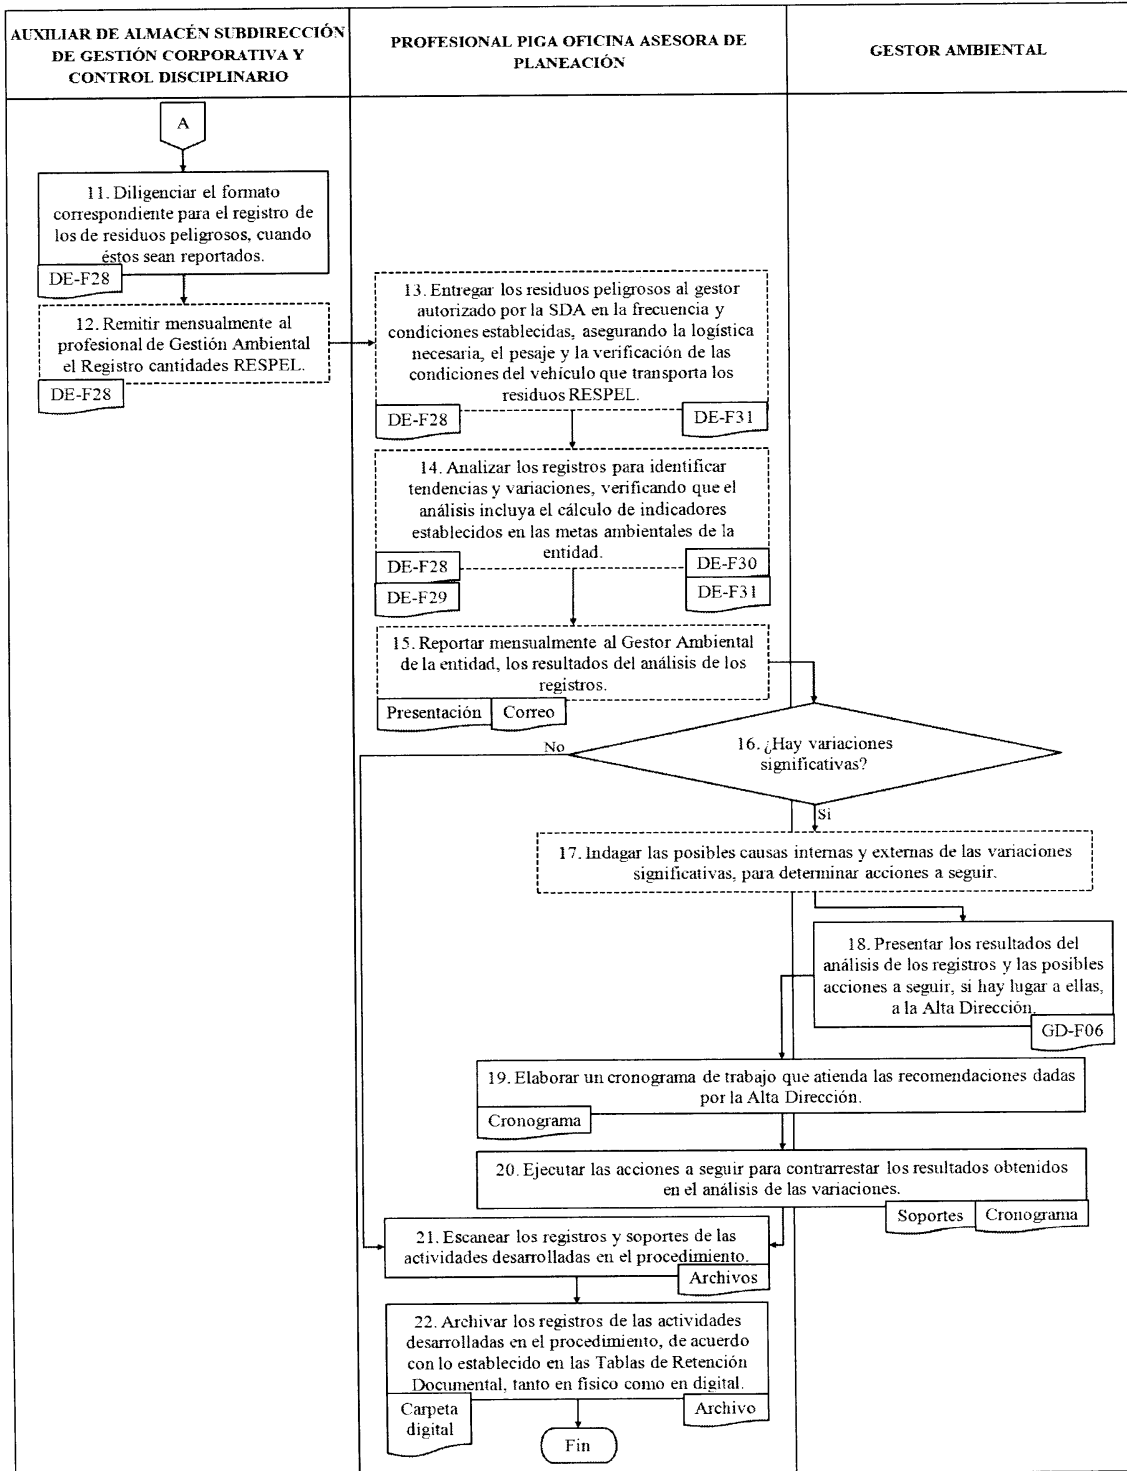 AUXILIAR DE ALMACÉN SUBDIRECCIÓN
DE GESTIÓN CORPORATIVA Y
CONTROL DISCIPLINARIO
PROFESIONAL PIGA OFICINA ASESORA DE
PLANEACIÓN
GESTOR AMBIENTAL
A
11. Diligenciar el formato
correspondiente para el registro de
los de residuos peligrosos, cuando
éstos sean reportados.
DE-F28
12. Remitir mensualmente al
profesional de Gestión Ambiental
el Registro cantidades RESPEL.
DE-F28
13. Entregar los residuos peligrosos al gestor
autorizado por la SDA en la frecuencia y
condiciones establecidas, asegurando la logística
necesaria, el pesaje y la verificación de las
condiciones del vehículo que transporta los
residuos RESPEL.
DE-F28
DE-F31
14. Analizar los registros para identificar
tendencias y variaciones, verificando que el
análisis incluya el cálculo de indicadores
establecidos en las metas ambientales de la
entidad.
DE-F28
DE-F30
DE-F29
DE-F31
15. Reportar mensualmente al Gestor Ambiental
de la entidad, los resultados del análisis de los
registros.
Presentación
Correo
16. ¿Hay variaciones
significativas?
No
Si
17. Indagar las posibles causas internas y externas de las variaciones
significativas, para determinar acciones a seguir.
18. Presentar los resultados del
análisis de los registros y las posibles
acciones a seguir, si hay lugar a ellas,
a la Alta Dirección.
GD-F06
19. Elaborar un cronograma de trabajo que atienda las recomendaciones dadas
por la Alta Dirección.
Cronograma
20. Ejecutar las acciones a seguir para contrarrestar los resultados obtenidos
en el análisis de las variaciones.
Soportes
Cronograma
21. Escanear los registros y soportes de las
actividades desarrolladas en el procedimiento.
Archivos
22. Archivar los registros de las actividades
desarrolladas en el procedimiento, de acuerdo
con lo establecido en las Tablas de Retención
Documental, tanto en fisico como en digital.
Carpeta
digital
Archivo
Fin